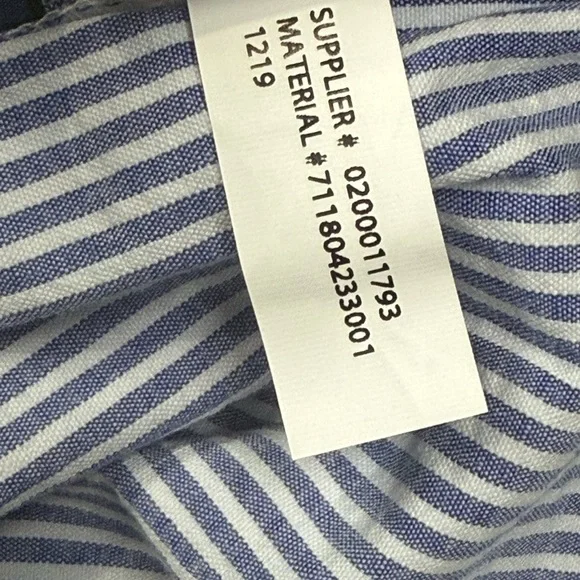 SUPPLIER # 0200011793
MATERIAL # 711804233001
1219